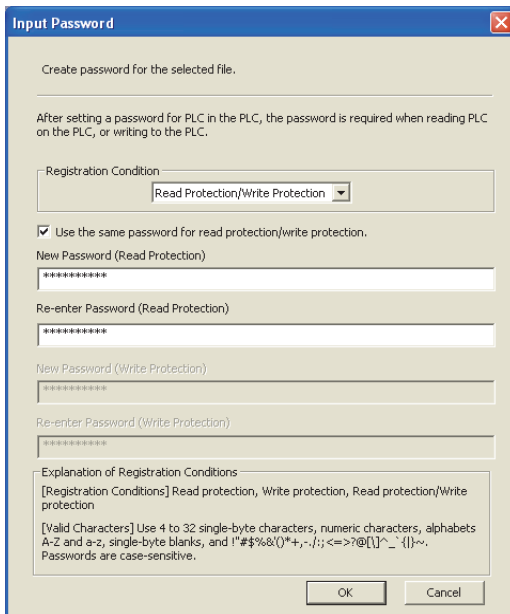 Input Password
Create password for the selected file.
After setting a password for PLC in the PLC, the password is required when reading PLC
on the PLC, or writing to the PLC.
Registration Condition
Read Protection/Write Protection
Use the same password for read protection/write protection.
New Password (Read Protection)
**********
Re-enter Password (Read Protection)
**********
New Password (Write Protection)
**********
Re-enter Password (Write Protection)
**********
Explanation of Registration Conditions
[Registration Conditions] Read protection, Write protection, Read protection/Write
protection
[Valid Characters] Use 4 to 32 single-byte characters, numeric characters, alphabets
A-Z and a-z, single-byte blanks, and !"#$%&'()*+,-./:;<=>?@[\]^_`{|}~.
Passwords are case-sensitive.
OK Cancel